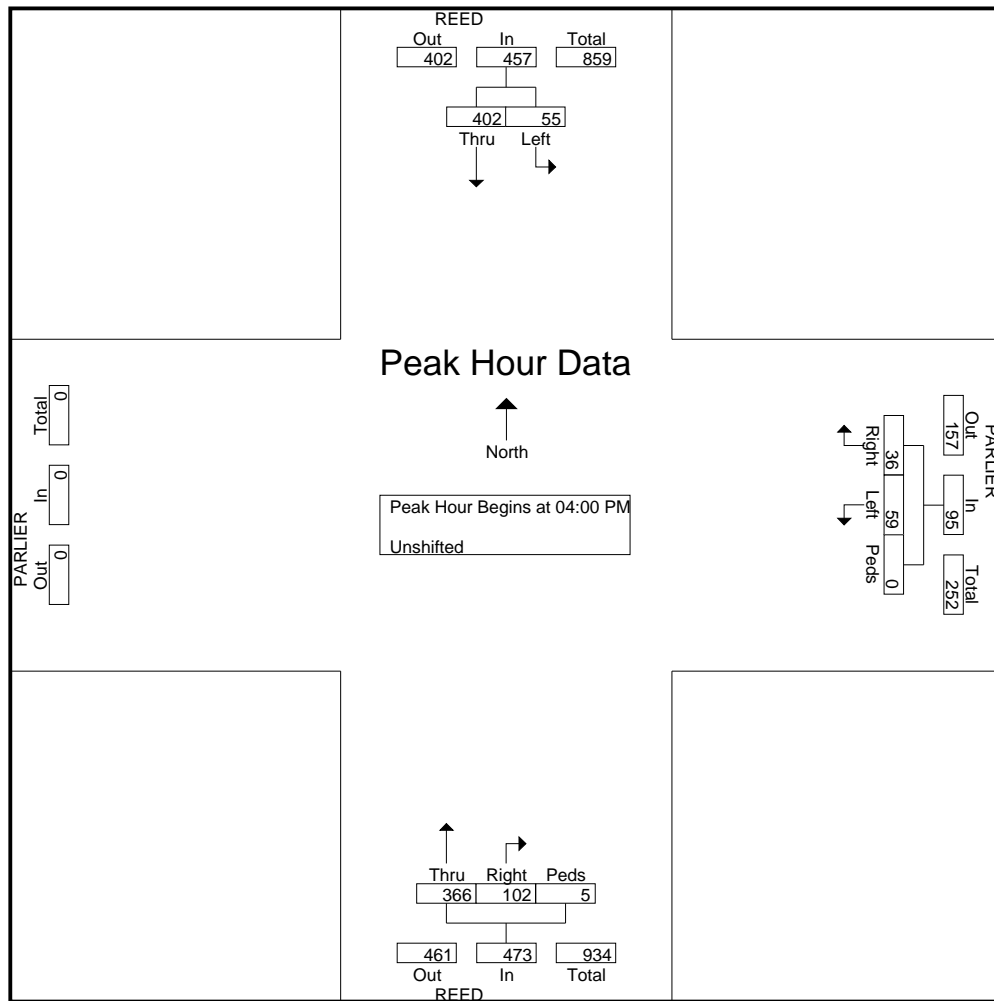 REED
Out In Total
402 457 859
402 55
Thru Left
Peak Hour Data
North
Peak Hour Begins at 04:00 PM
Unshifted
PARLIER
Out In Total
0 0 0
PARLIER
Out In Total
157 95 252
36 59 0
Right Left Peds
Thru Right Peds
366 102 5
461 473 934
Out In Total
REED